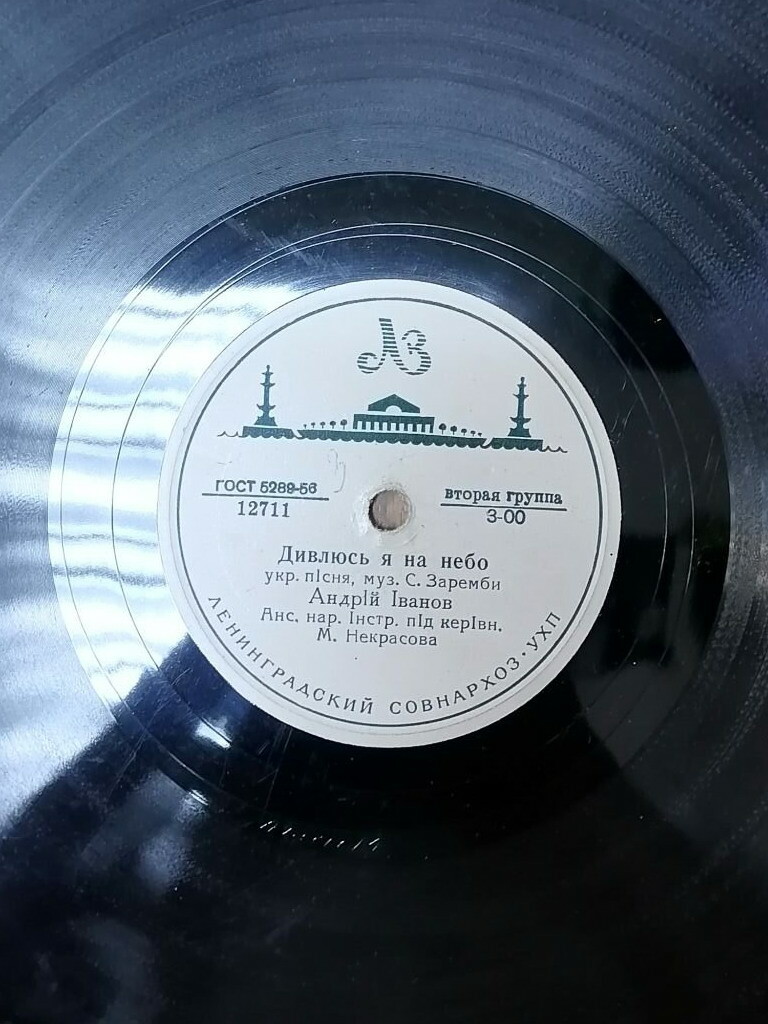 ЛЗ
ГОСТ 5289-56
12711
вторая группа
3-00
Дивлюсь я на небо
укр. пісня, муз. С. Заремби
Андрій Іванов
Анс. нар. Інстр. під керівн.
М. Некрасова
ЛЕНИНГРАДСКИЙ СОВНАРХОЗ · УХП